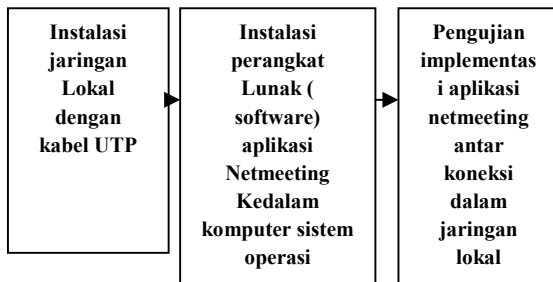 Instalasi
jaringan
Lokal
dengan
kabel UTP
Instalasi
perangkat
Lunak (
software)
aplikasi
Netmeeting
Kedalam
komputer sistem
operasi
Pengujian
implementas
i aplikasi
netmeeting
antar
koneksi
dalam
jaringan
lokal